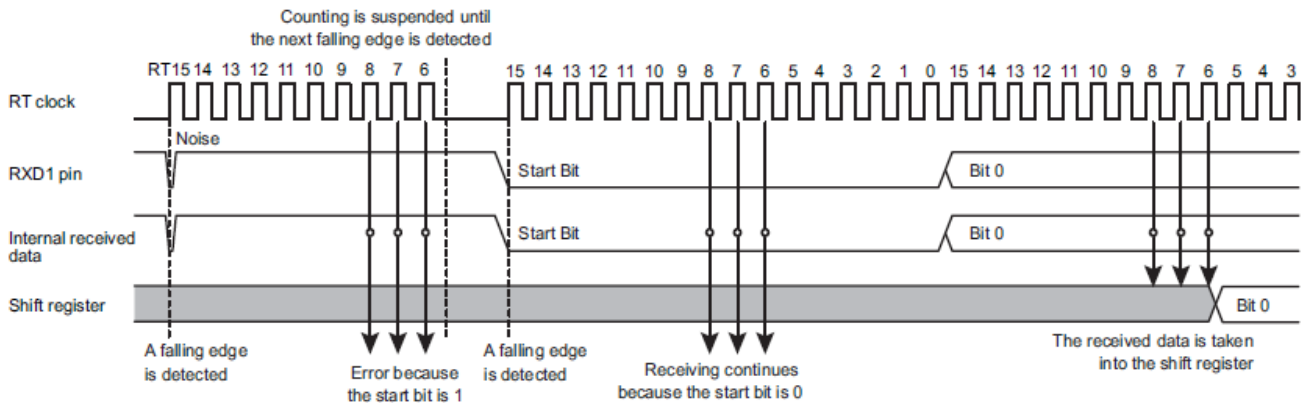 Counting is suspended until
the next falling edge is detected
RT15 14 13 12 11 10 9 8 7 6 15 14 13 12 11 10 9 8 7 6 5 4 3 2 1 0 15 14 13 12 11 10 9 8 7 6 5 4 3
RT clock
Noise
RXD1 pin
Start Bit
Bit 0
Internal received
data
Start Bit
Bit 0
Shift register
Bit 0
A falling edge
is detected
Error because
the start bit is 1
A falling edge
is detected
Receiving continues
because the start bit is 0
The received data is taken
into the shift register